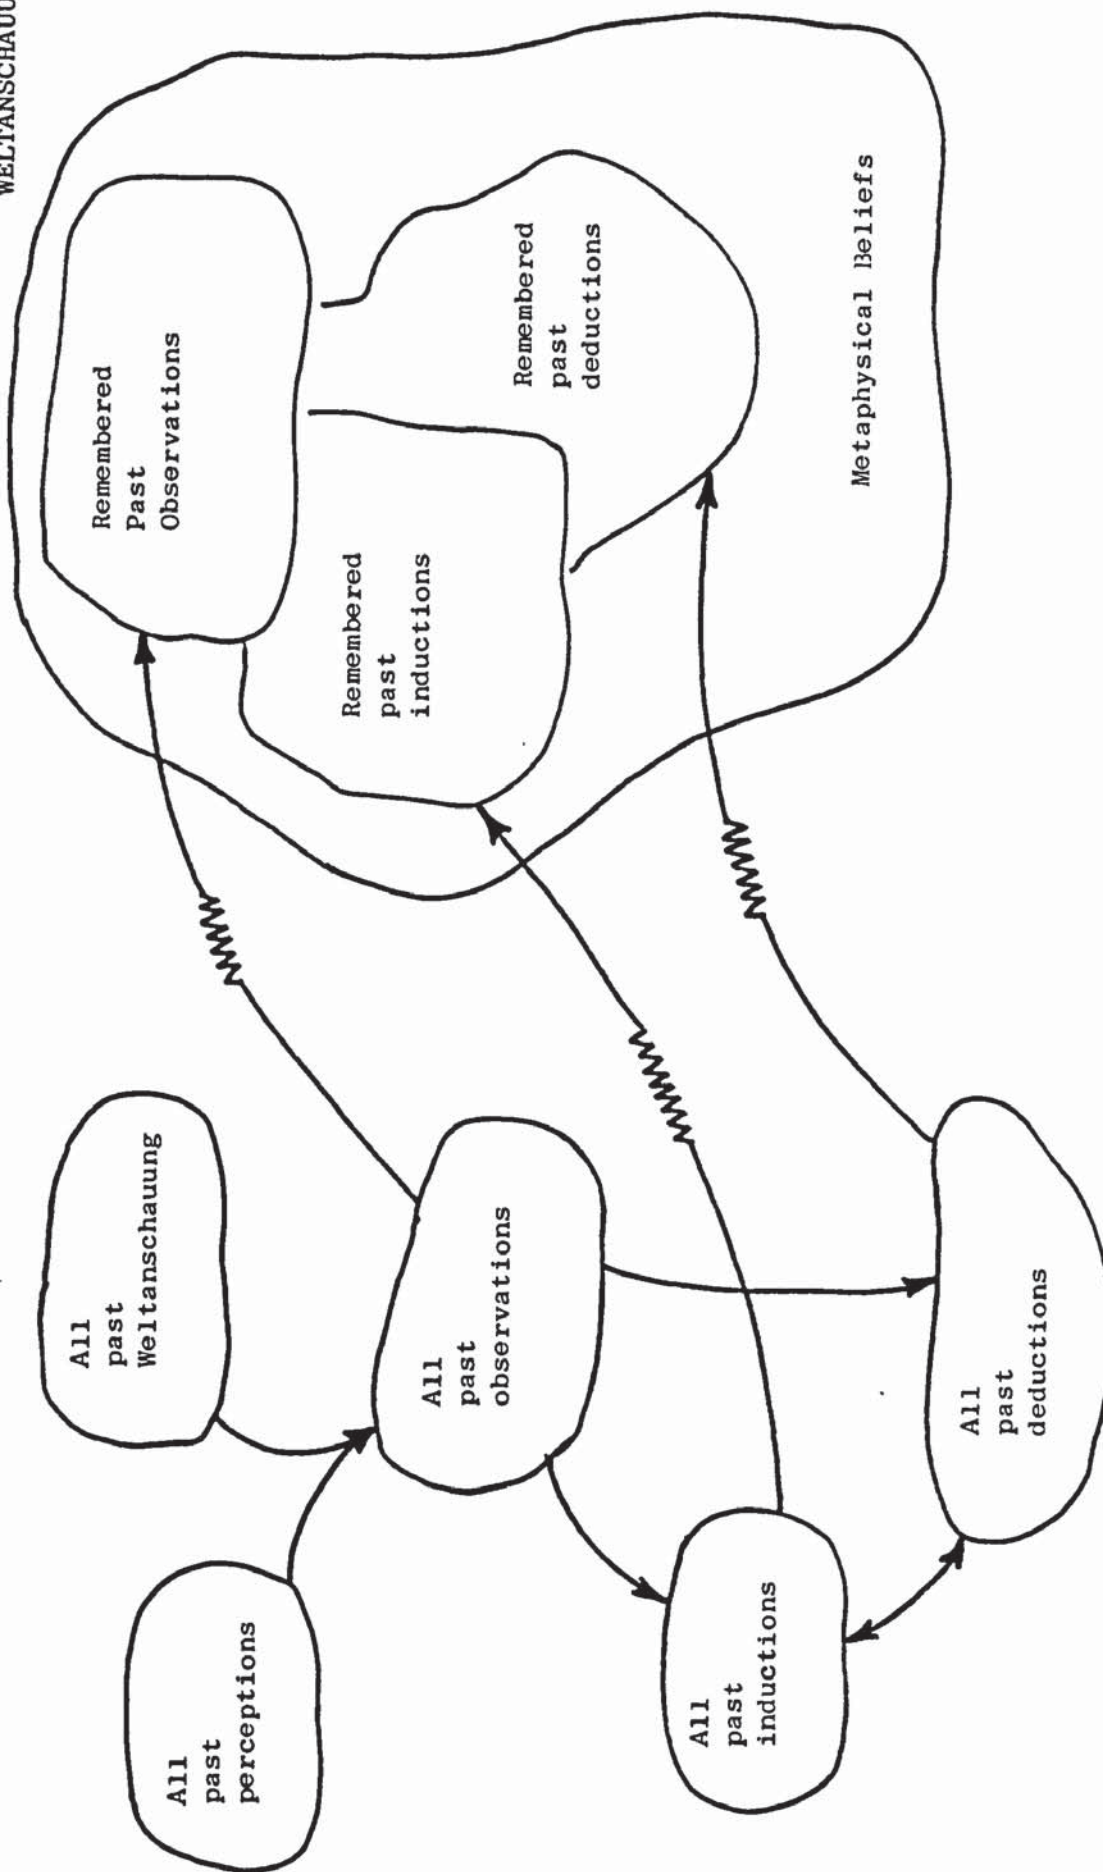 All
past
perceptions
All
past
Weltanschauung
All
past
observations
All
past
inductions
All
past
deductions
Remembered
Past
Observations
Remembered
past
inductions
Remembered
past
deductions
Metaphysical Beliefs